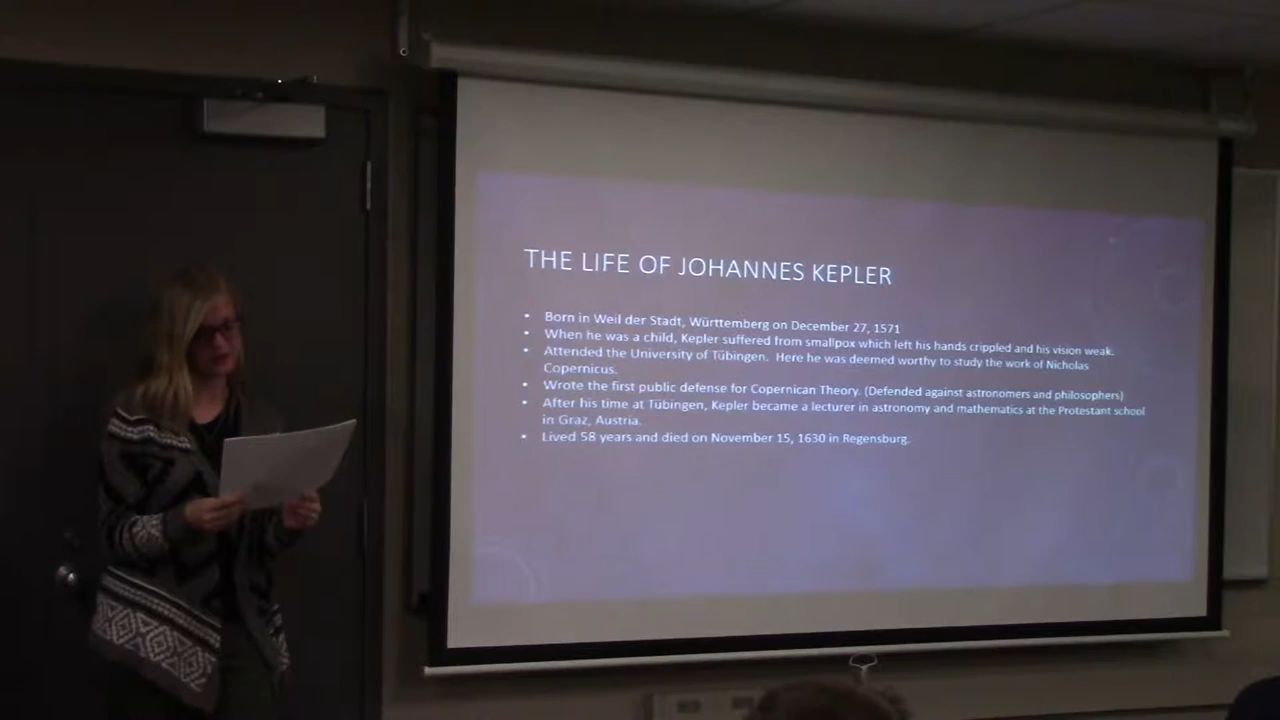 THE LIFE OF JOHANNES KEPLER
• Born in Weil der Stadt, Württemberg on December 27, 1571
• When he was a child, Kepler suffered from smallpox which left his hands crippled and his vision weak.
• Attended the University of Tübingen. Here he was deemed worthy to study the work of Nicholas
Copernicus.
• Wrote the first public defense for Copernican Theory. (Defended against astronomers and philosophers)
• After his time at Tübingen, Kepler became a lecturer in astronomy and mathematics at the Protestant school
in Graz, Austria.
• Lived 58 years and died on November 15, 1630 in Regensburg.